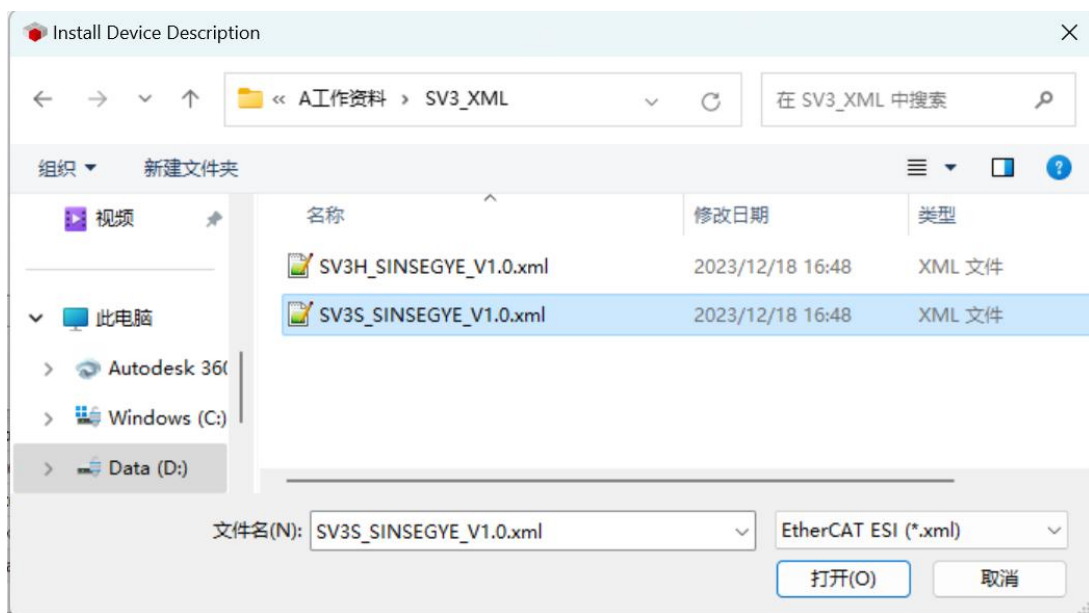 Install Device Description
« A工作资料 › SV3_XML
在 SV3_XML 中搜索
组织
新建文件夹
视频
名称
修改日期
类型
SV3H_SINSEGYE_V1.0.xml
2023/12/18 16:48
XML 文件
此电脑
SV3S_SINSEGYE_V1.0.xml
2023/12/18 16:48
XML 文件
Autodesk 360
Windows (C:)
Data (D:)
文件名(N):
SV3S_SINSEGYE_V1.0.xml
EtherCAT ESI (*.xml)
打开(O)
取消